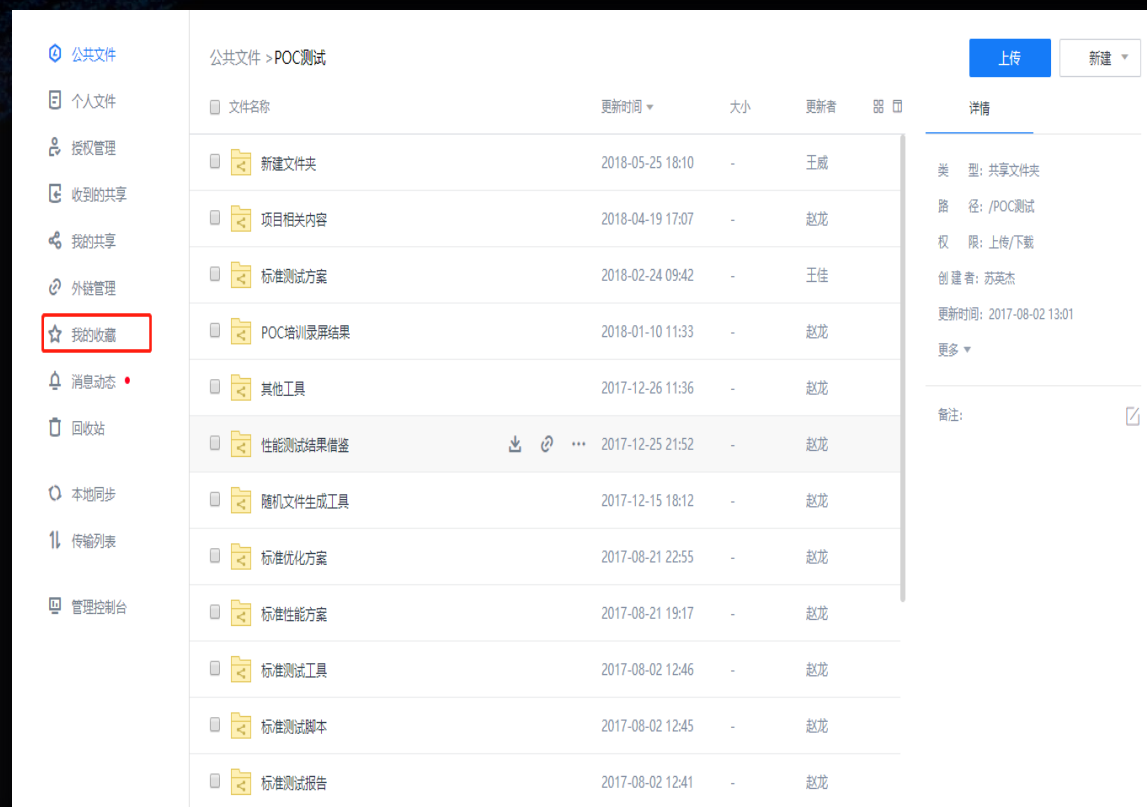 公共文件
个人文件
授权管理
收到的共享
我的共享
外链管理
我的收藏
消息动态
回收站
本地同步
传输列表
管理控制台
公共文件 >POC测试
上传 新建
文件名称 更新时间 大小 更新者
新建文件夹 2018-05-25 18:10 - 王威
项目相关内容 2018-04-19 17:07 - 赵龙
标准测试方案 2018-02-24 09:42 - 王佳
POC培训录屏结果 2018-01-10 11:33 - 赵龙
其他工具 2017-12-26 11:36 - 赵龙
性能测试结果借鉴 2017-12-25 21:52 - 赵龙
随机文件生成工具 2017-12-15 18:12 - 赵龙
标准优化方案 2017-08-21 22:55 - 赵龙
标准性能方案 2017-08-21 19:17 - 赵龙
标准测试工具 2017-08-02 12:46 - 赵龙
标准测试脚本 2017-08-02 12:45 - 赵龙
标准测试报告 2017-08-02 12:41 - 赵龙
详情
类 型: 共享文件夹
路 径: /POC测试
权 限: 上传/下载
创建者: 苏英杰
更新时间: 2017-08-02 13:01
更多
备注: